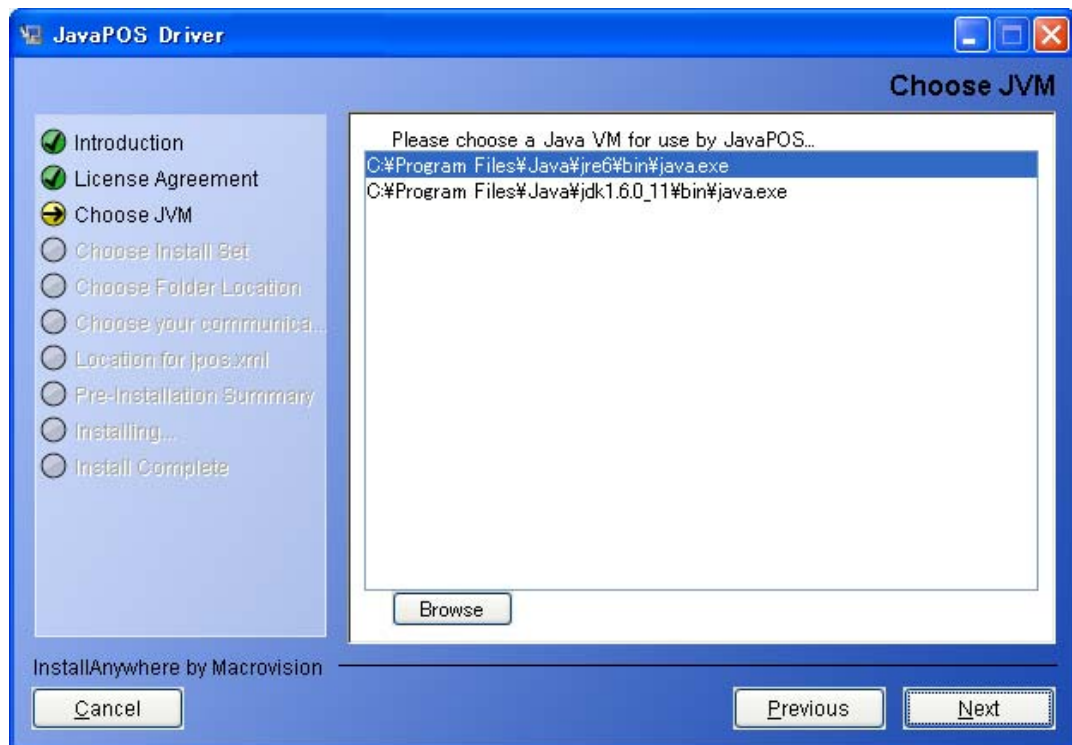 JavaPOS Driver
Choose JVM
Introduction
License Agreement
Choose JVM
Choose Install Set
Choose Folder Location
Choose your communica...
Location for jpos.xml
Pre-Installation Summary
Installing...
Install Complete
Please choose a Java VM for use by JavaPOS...
C:¥Program Files¥Java¥jre6¥bin¥java.exe
C:¥Program Files¥Java¥jdk1.6.0_11¥bin¥java.exe
Browse
InstallAnywhere by Macrovision
Cancel
Previous
Next